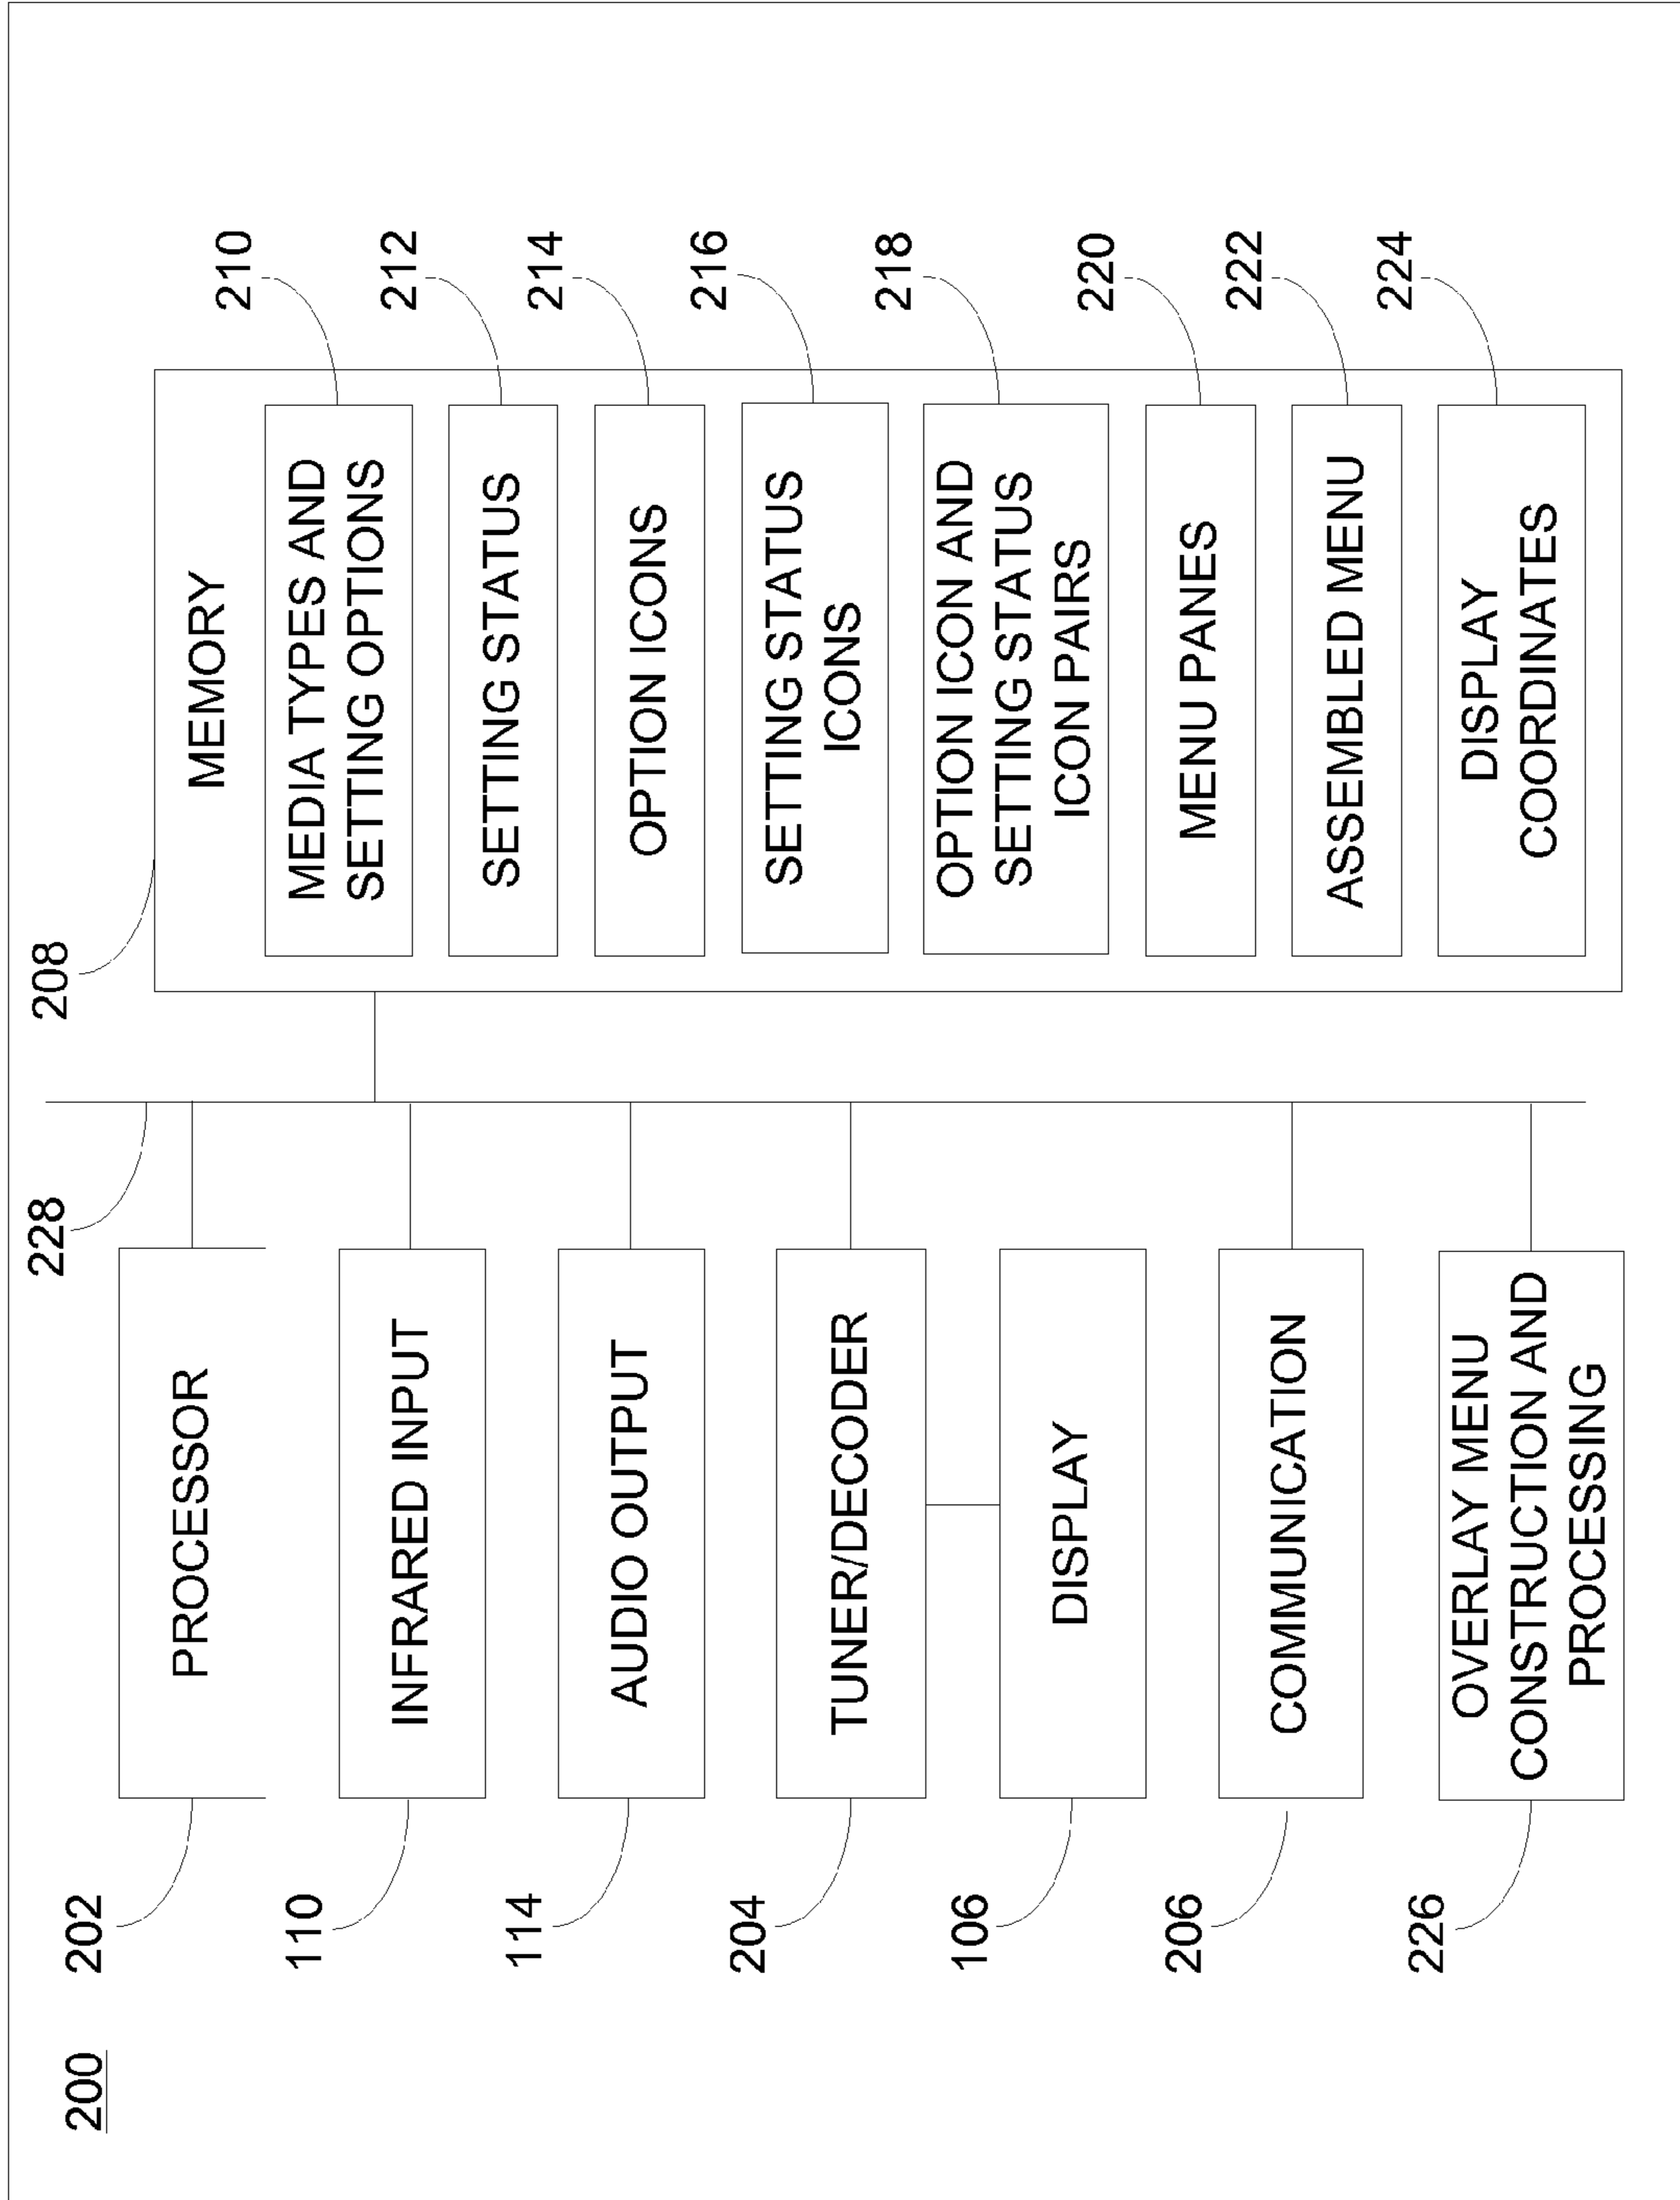 200
202
PROCESSOR
110
INFRARED INPUT
114
AUDIO OUTPUT
204
TUNER/DECODER
106
DISPLAY
206
COMMUNICATION
226
OVERLAY MENU
CONSTRUCTION AND
PROCESSING
228
208
MEMORY
MEDIA TYPES AND
SETTING OPTIONS
210
SETTING STATUS
212
OPTION ICONS
214
SETTING STATUS
ICONS
216
OPTION ICON AND
SETTING STATUS
ICON PAIRS
218
MENU PANES
220
ASSEMBLED MENU
222
DISPLAY
COORDINATES
224